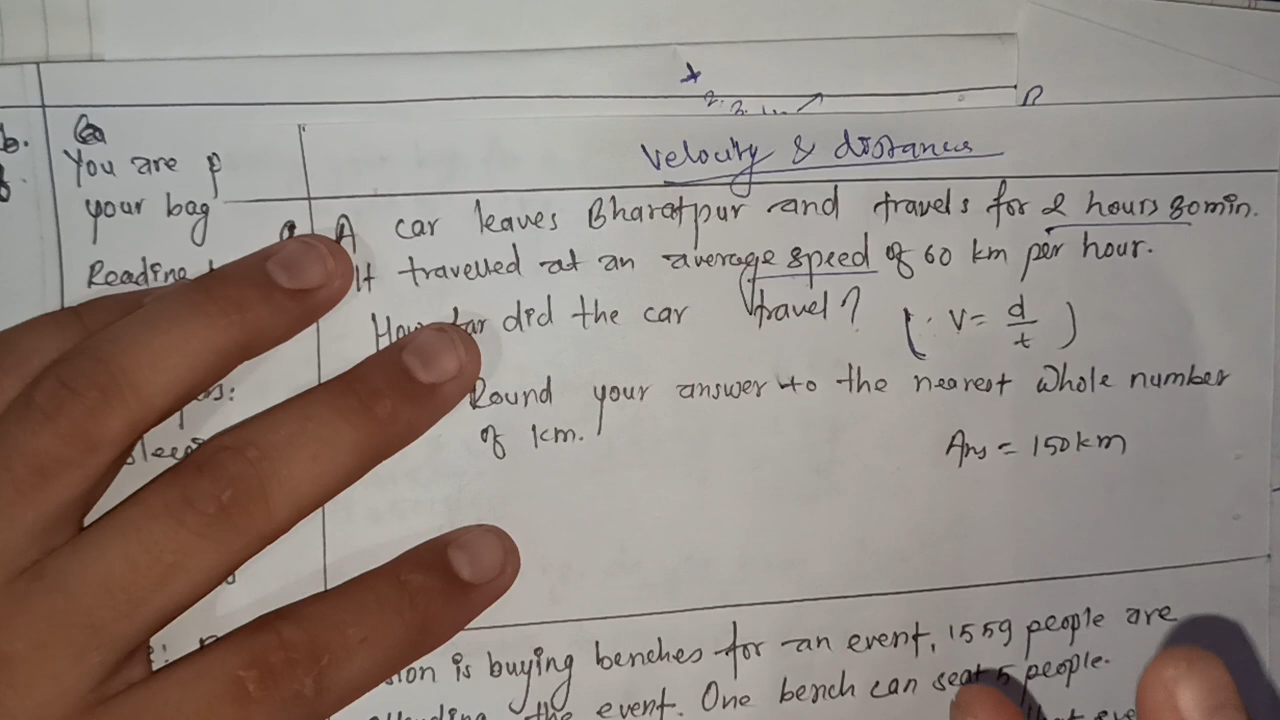 b.
You are
your bag
Reading
Velocity & distances
A car leaves Bharatpur and travels for 2 hours 30min.
It travelled at an average speed of 60 km per hour.
How far did the car travel? (∵ V = d/t)
Round your answer to the nearest whole number
of km.
Ans = 150km
is buying benches for an event, 1559 people are
the event. One bench can seat 5 people.